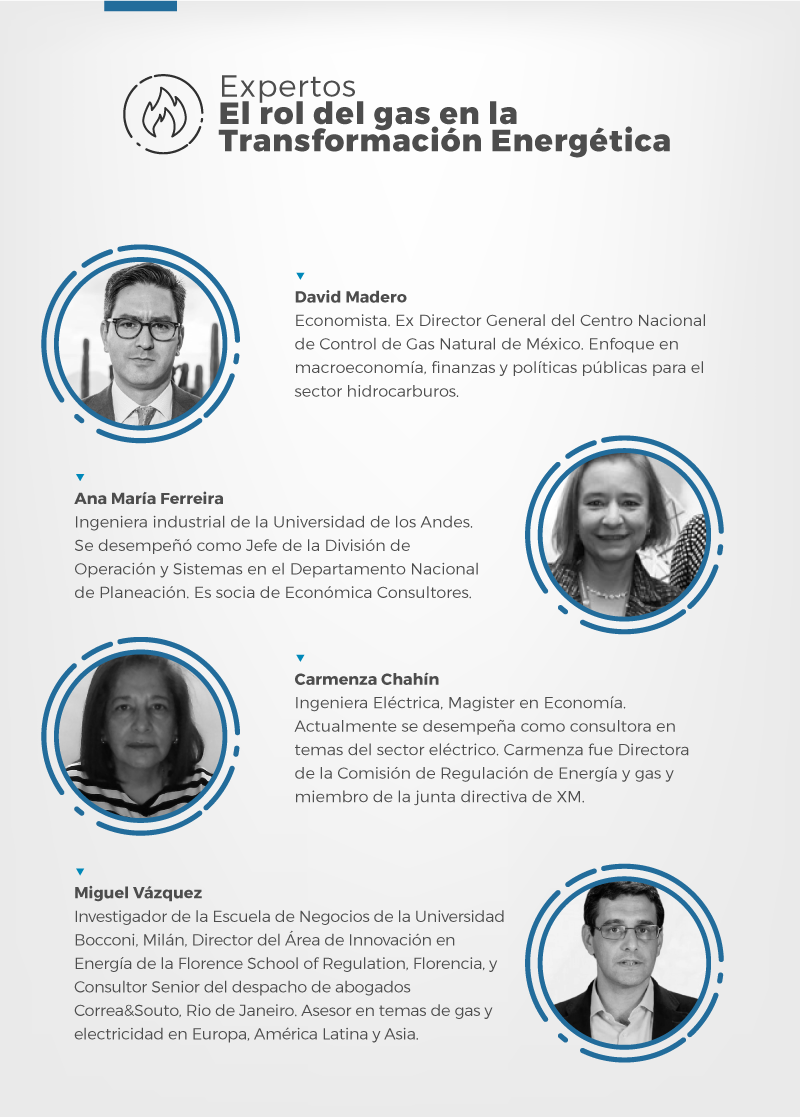 Expertos
El rol del gas en la
Transformación Energética
David Madero
Economista. Ex Director General del Centro Nacional
de Control de Gas Natural de México. Enfoque en
macroeconomía, finanzas y políticas públicas para el
sector hidrocarburos.
Ana María Ferreira
Ingeniera industrial de la Universidad de los Andes.
Se desempeñó como Jefe de la División de
Operación y Sistemas en el Departamento Nacional
de Planeación. Es socia de Económica Consultores.
Carmenza Chahín
Ingeniera Eléctrica, Magister en Economía.
Actualmente se desempeña como consultora en
temas del sector eléctrico. Carmenza fue Directora
de la Comisión de Regulación de Energía y gas y
miembro de la junta directiva de XM.
Miguel Vázquez
Investigador de la Escuela de Negocios de la Universidad
Bocconi, Milán, Director del Área de Innovación en
Energía de la Florence School of Regulation, Florencia, y
Consultor Senior del despacho de abogados
Correa&Souto, Rio de Janeiro. Asesor en temas de gas y
electricidad en Europa, América Latina y Asia.